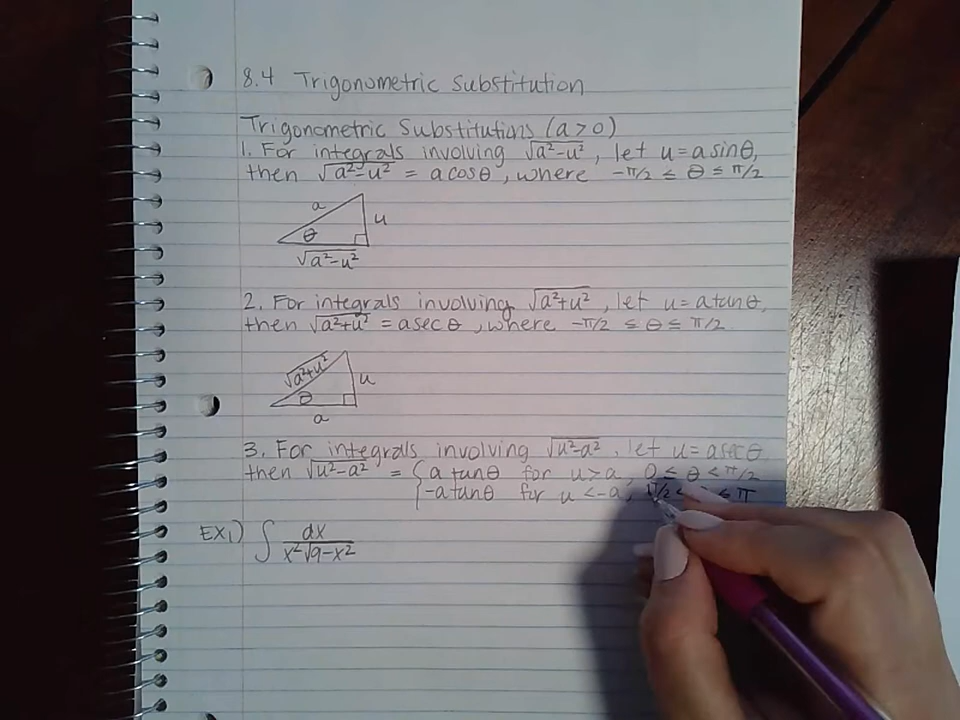 8.4 Trigonometric Substitution
Trigonometric Substitutions (a>0)
1. For integrals involving √a²-u², let u=a sinθ,
then √a²-u² = a cosθ, where -π/2 ≤ θ ≤ π/2
a
u
θ
√a²-u²
2. For integrals involving √a²+u², let u=a tanθ,
then √a²+u² = a sec θ, where -π/2 ≤ θ ≤ π/2
√a²+u²
u
θ
a
3. For integrals involving √u²-a², let u=a sec θ
then √u²-a² = { a tanθ for u>a, 0 ≤ θ < π/2
-a tanθ for u <-a, π/2 < ≤ π
EX1) ∫ dx / x²√9-x²